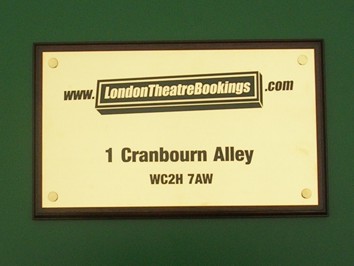 www.LondonTheatreBookings.com
1 Cranbourn Alley
WC2H 7AW